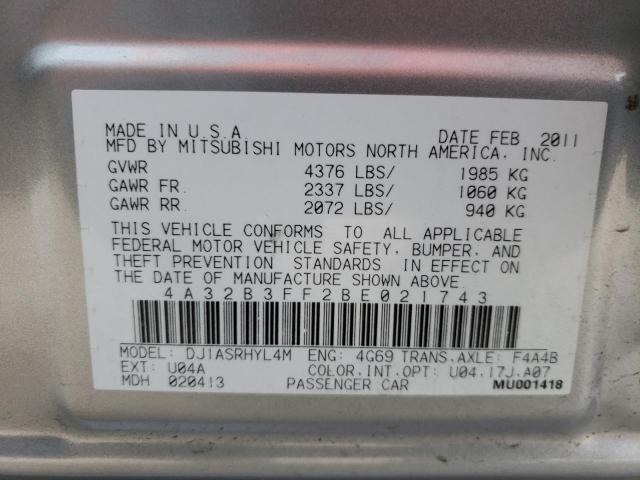 MADE IN U.S.A DATE FEB 2011
MFD BY MITSUBISHI MOTORS NORTH AMERICA, INC.
GVWR 4376 LBS/ 1985 KG
GAWR FR. 2337 LBS/ 1060 KG
GAWR RR. 2072 LBS/ 940 KG
THIS VEHICLE CONFORMS TO ALL APPLICABLE
FEDERAL MOTOR VEHICLE SAFETY, BUMPER, AND
THEFT PREVENTION STANDARDS IN EFFECT ON
THE DATE OF MANUFACTURE SHOWN ABOVE.
4A32B3FF2BE021743
MODEL: DJ1ASRHYL4M ENG: 4G69 TRANS.AXLE: F4A4B
EXT: U04A COLOR.INT.OPT: U04.17J.A07
MDH 020413 PASSENGER CAR MU001418